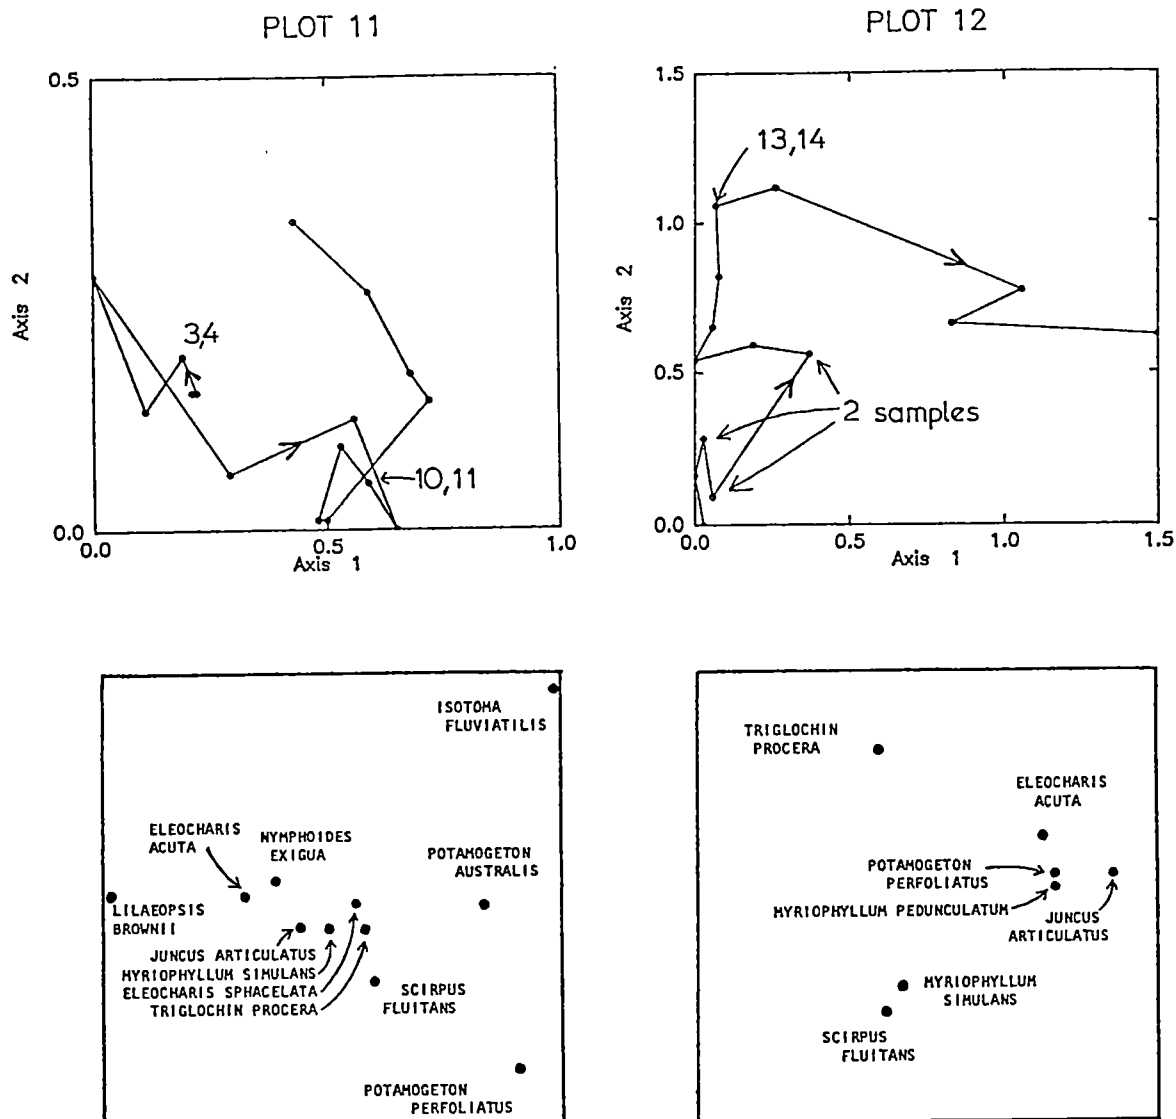 PLOT 11
0.5
Axis 2
3,4
10,11
0.0
0.0
0.5
1.0
Axis 1
PLOT 12
1.5
13,14
1.0
Axis 2
0.5
2 samples
0.0
0.0
0.5
1.0
1.5
Axis 1
ISOTOMA
FLUVIATILIS
ELEOCHARIS
ACUTA
NYMPHOIDES
EXIGUA
POTAMOGETON
AUSTRALIS
LILAEOPSIS
BROWNII
JUNCUS ARTICULATUS
MYRIOPHYLLUM SIMULANS
ELEOCHARIS SPHACELATA
TRIGLOCHIN PROCERA
SCIRPUS
FLUITANS
POTAMOGETON
PERFOLIATUS
TRIGLOCHIN
PROCERA
ELEOCHARIS
ACUTA
POTAMOGETON
PERFOLIATUS
MYRIOPHYLLUM PEDUNCULATUM
JUNCUS
ARTICULATUS
MYRIOPHYLLUM
SIMULANS
SCIRPUS
FLUITANS